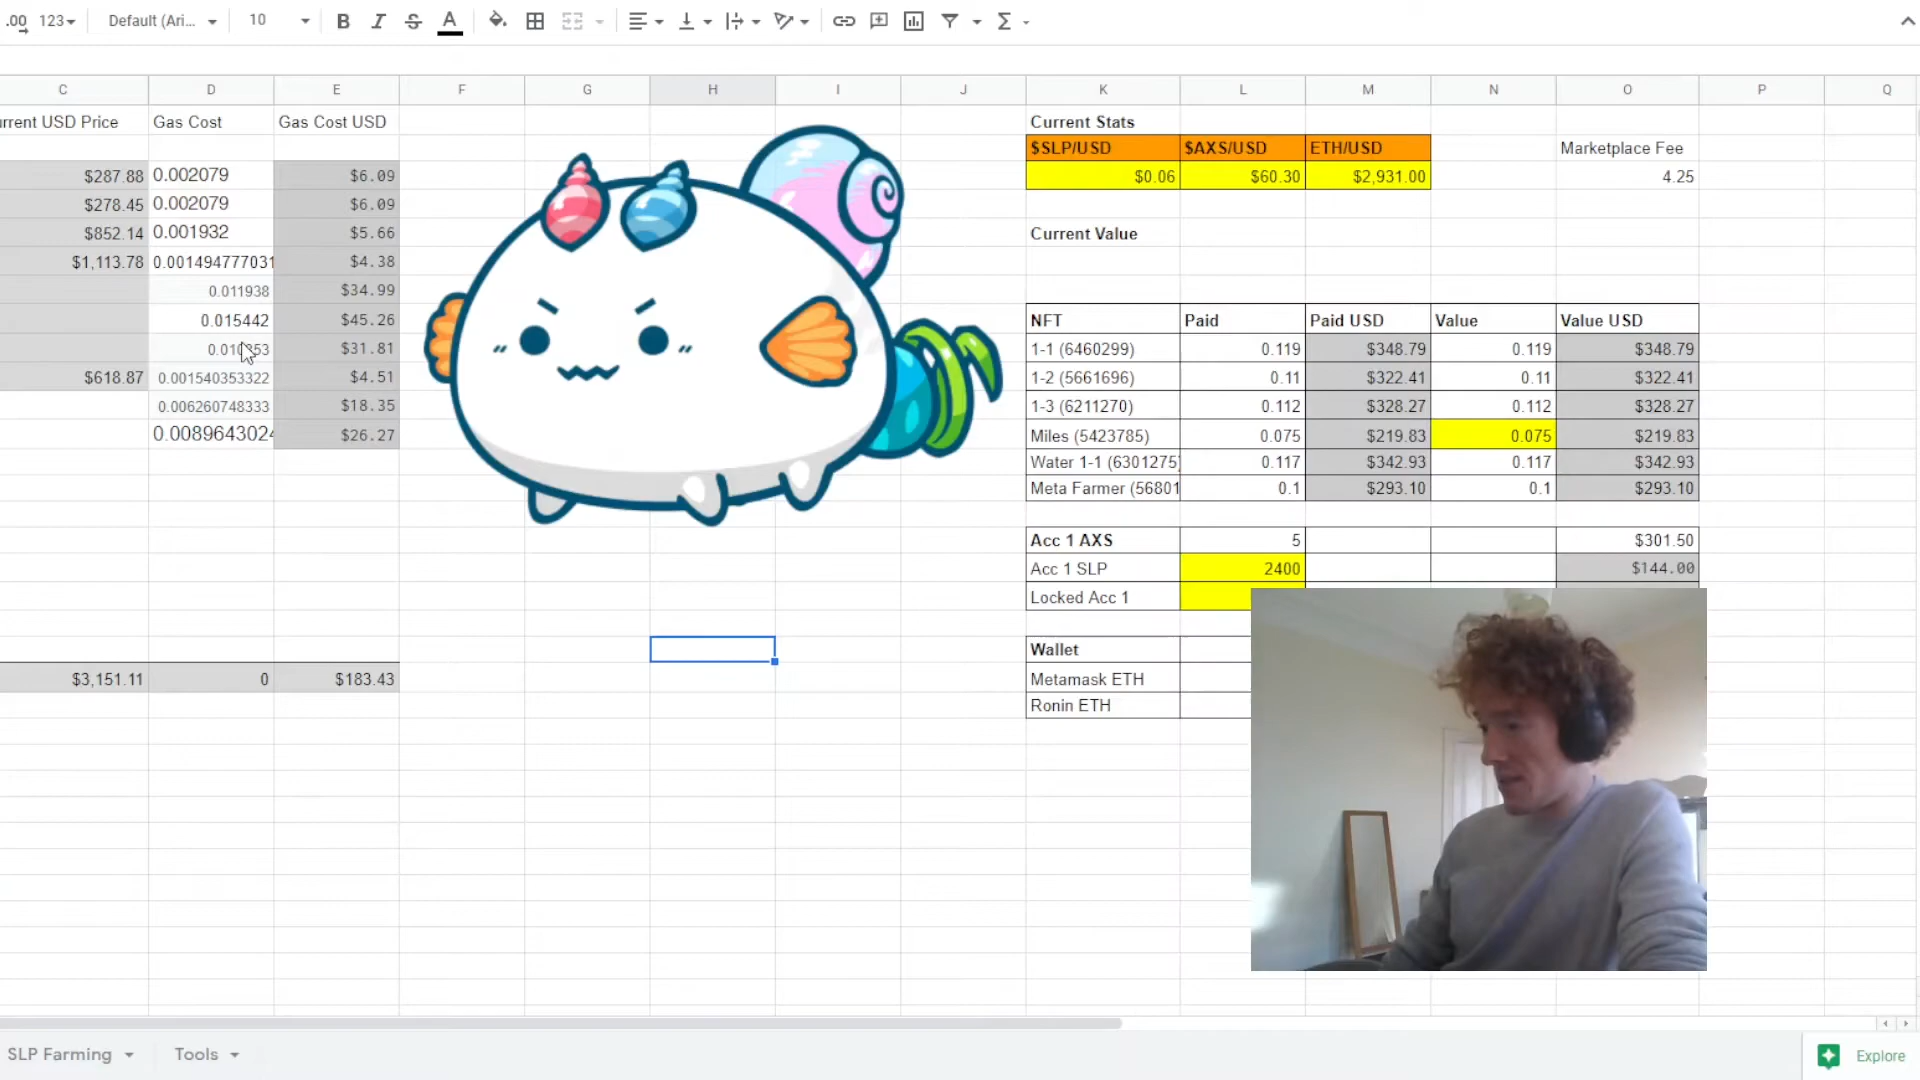 .00 123 Default (Ari... 10 B I S A Σ
C D E F G H I J K L M N O P Q
rrent USD Price Gas Cost Gas Cost USD Current Stats
$SLP/USD $AXS/USD ETH/USD Marketplace Fee
$287.88 0.002079 $6.09 $0.06 $60.30 $2,931.00 4.25
$278.45 0.002079 $6.09
$852.14 0.001932 $5.66 Current Value
$1,113.78 0.001494777031 $4.38
0.011938 $34.99
0.015442 $45.26 NFT Paid Paid USD Value Value USD
$31.81 1-1 (6460299) 0.119 $348.79 0.119 $348.79
$618.87 0.001540353322 $4.51 1-2 (5661696) 0.11 $322.41 0.11 $322.41
0.006260748333 $18.35 1-3 (6211270) 0.112 $328.27 0.112 $328.27
0.0089643024 $26.27 Miles (5423785) 0.075 $219.83 0.075 $219.83
Water 1-1 (6301275) 0.117 $342.93 0.117 $342.93
Meta Farmer (56801 0.1 $293.10 0.1 $293.10
Acc 1 AXS 5 $301.50
Acc 1 SLP 2400 $144.00
Locked Acc 1
Wallet
$3,151.11 0 $183.43 Metamask ETH
Ronin ETH
SLP Farming Tools Explore